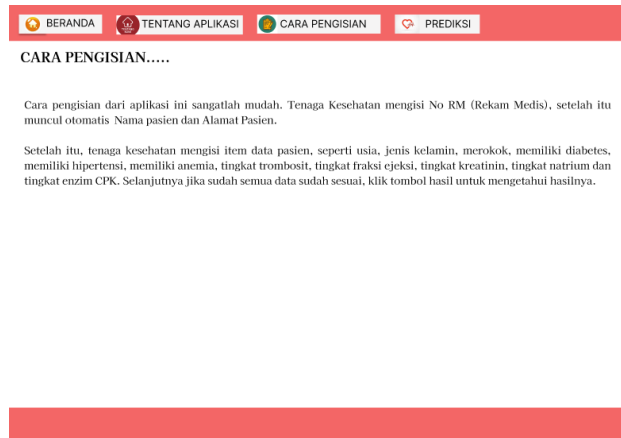 BERANDA
TENTANG APLIKASI
CARA PENGISIAN
PREDIKSI
CARA PENGISIAN.....
Cara pengisian dari aplikasi ini sangatlah mudah. Tenaga Kesehatan mengisi No RM (Rekam Medis), setelah itu
muncul otomatis Nama pasien dan Alamat Pasien.
Setelah itu, tenaga kesehatan mengisi item data pasien, seperti usia, jenis kelamin, merokok, memiliki diabetes,
memiliki hipertensi, memiliki anemia, tingkat trombosit, tingkat fraksi ejeksi, tingkat kreatinin, tingkat natrium dan
tingkat enzim CPK. Selanjutnya jika sudah semua data sudah sesuai, klik tombol hasil untuk mengetahui hasilnya.